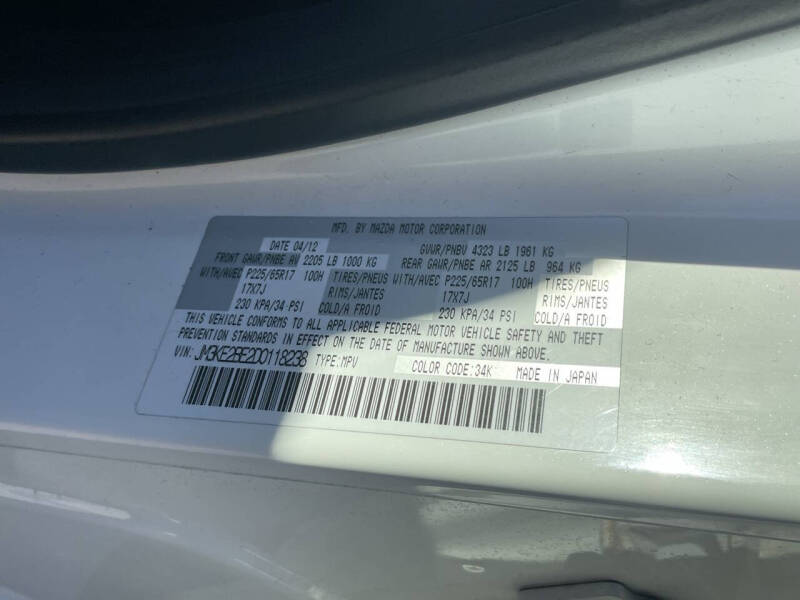 MFD. BY MAZDA MOTOR CORPORATION
DATE 04/12 GVWR/PNBV 4323 LB 1961 KG
FRONT GAWR/PNBE AV 2205 LB 1000 KG REAR GAWR/PNBE AR 2125 LB 964 KG
WITH/AVEC P225/65R17 100H TIRES/PNEUS WITH/AVEC P225/65R17 100H TIRES/PNEUS
17X7J RIMS/JANTES 17X7J RIMS/JANTES
230 KPA/34 PSI COLD/A FROID 230 KPA/34 PSI COLD/A FROID
THIS VEHICLE CONFORMS TO ALL APPLICABLE FEDERAL MOTOR VEHICLE SAFETY AND THEFT
PREVENTION STANDARDS IN EFFECT ON THE DATE OF MANUFACTURE SHOWN ABOVE.
VIN: JM3KE2BE2D0118238 TYPE:MPV COLOR CODE:34K MADE IN JAPAN